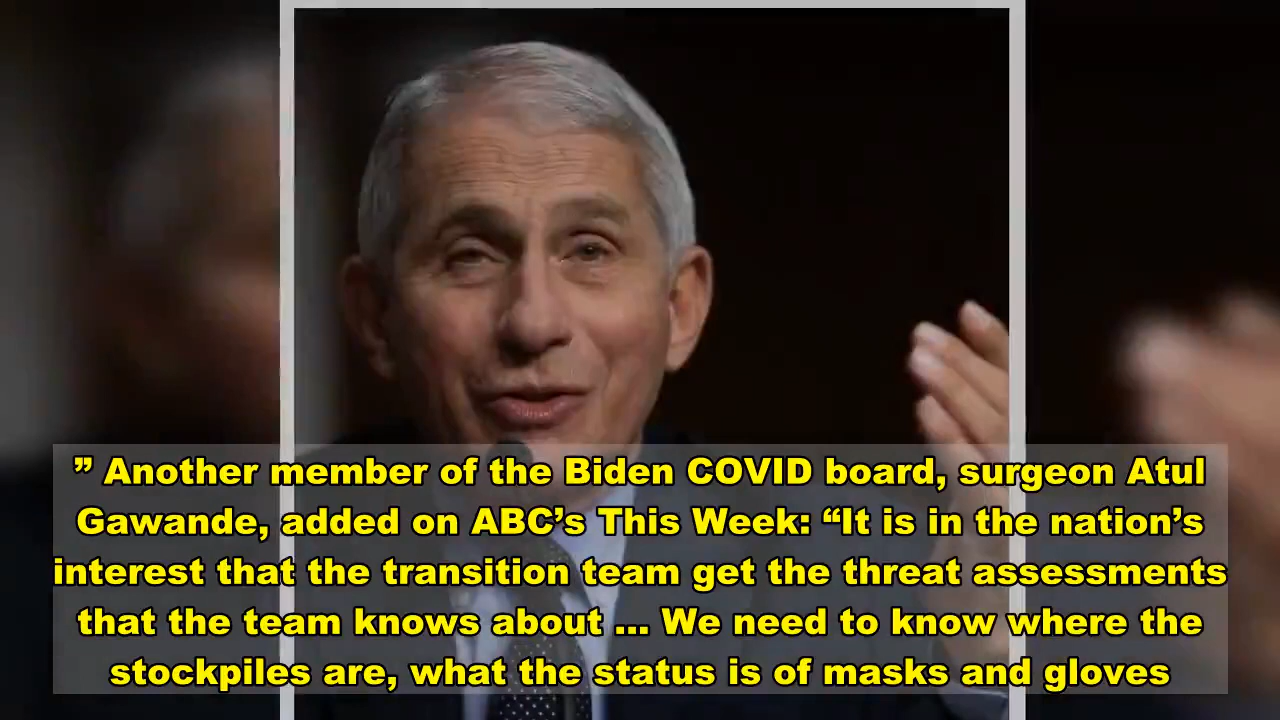 ” Another member of the Biden COVID board, surgeon Atul
Gawande, added on ABC’s This Week: “It is in the nation’s
interest that the transition team get the threat assessments
that the team knows about ... We need to know where the
stockpiles are, what the status is of masks and gloves